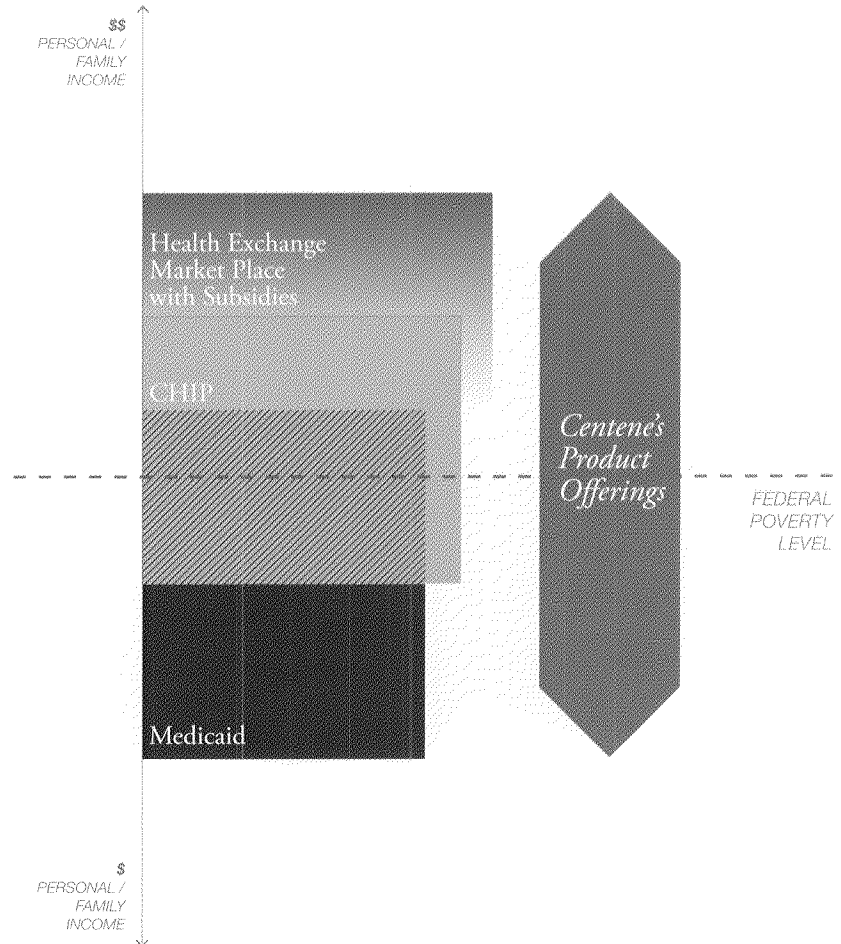 $$
PERSONAL /
FAMILY
INCOME
Health Exchange
Market Place
with Subsidies
CHIP
Centene's
Product
Offerings
FEDERAL
POVERTY
LEVEL
Medicaid
$
PERSONAL /
FAMILY
INCOME